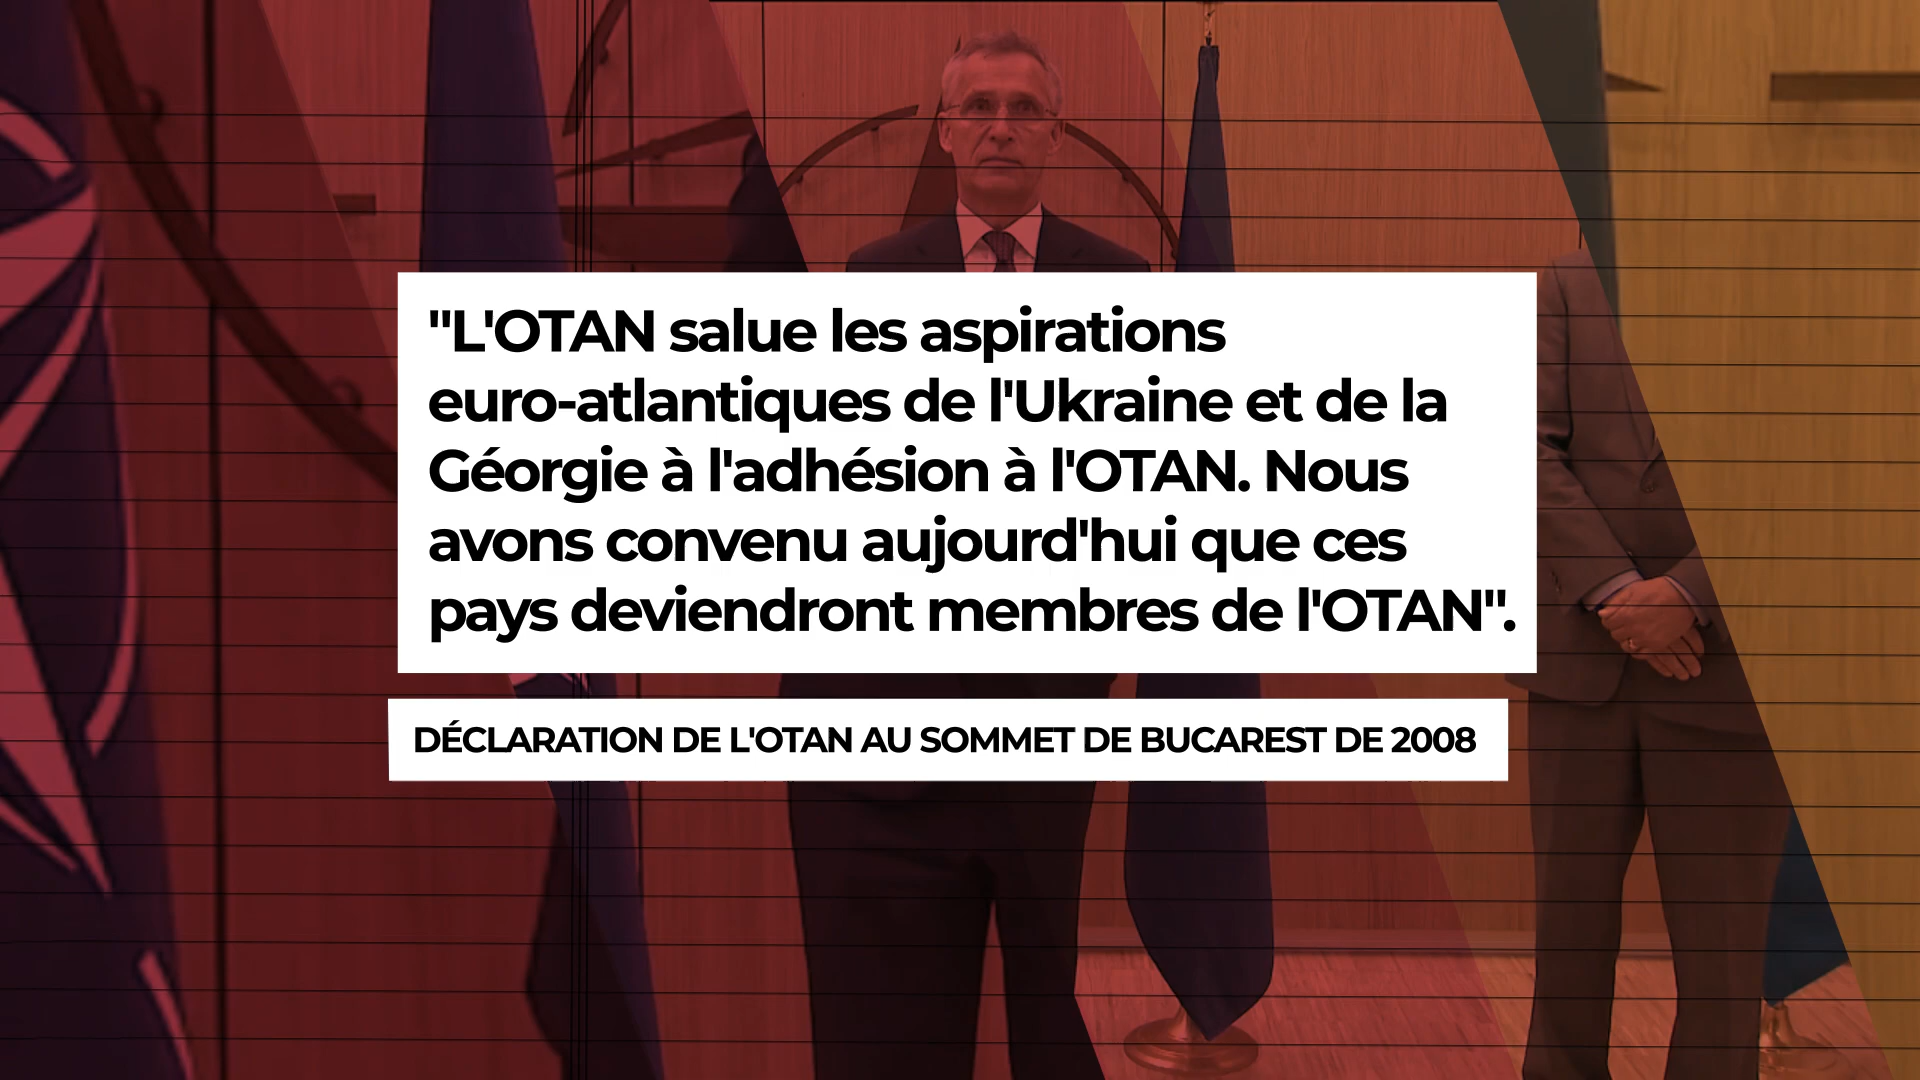 "L'OTAN salue les aspirations
euro-atlantiques de l'Ukraine et de la
Géorgie à l'adhésion à l'OTAN. Nous
avons convenu aujourd'hui que ces
pays deviendront membres de l'OTAN".
DÉCLARATION DE L'OTAN AU SOMMET DE BUCAREST DE 2008